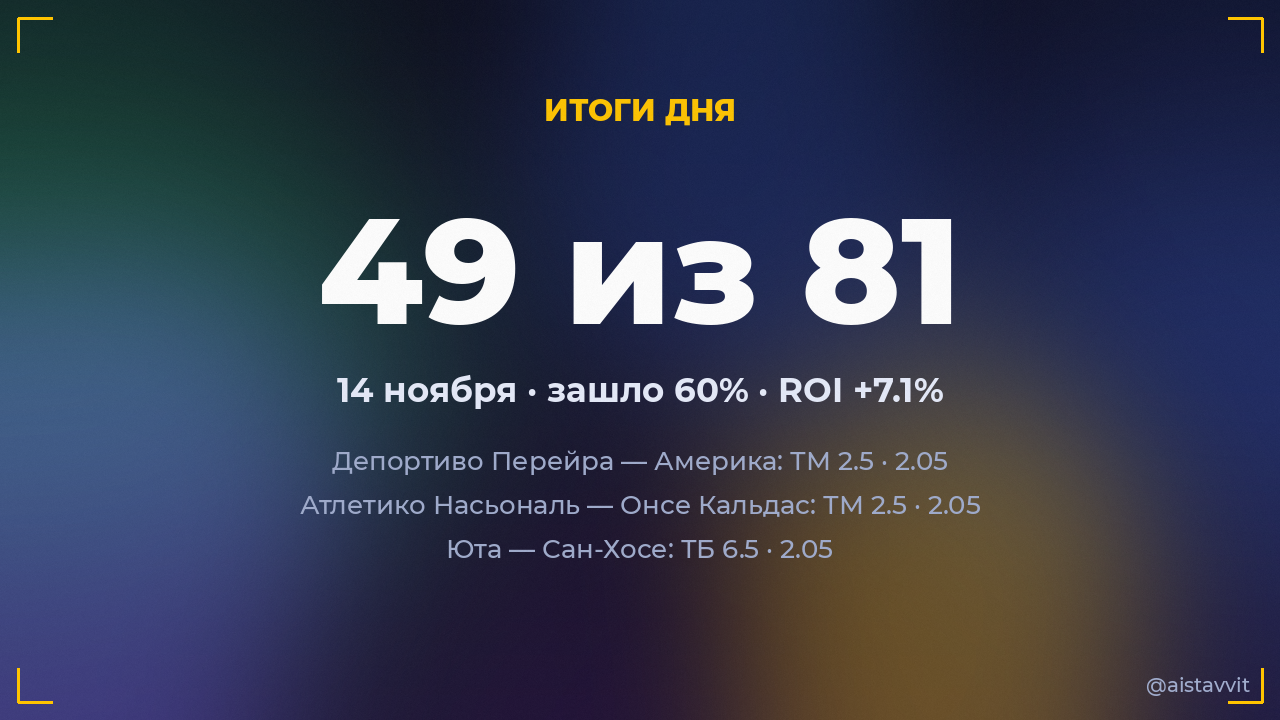 ИТОГИ ДНЯ
49 из 81
14 ноября · зашло 60% · ROI +7.1%
Депортиво Перейра — Америка: ТМ 2.5 · 2.05
Атлетико Насьональ — Онсе Кальдас: ТМ 2.5 · 2.05
Юта — Сан-Хосе: ТБ 6.5 · 2.05
@aistavvit